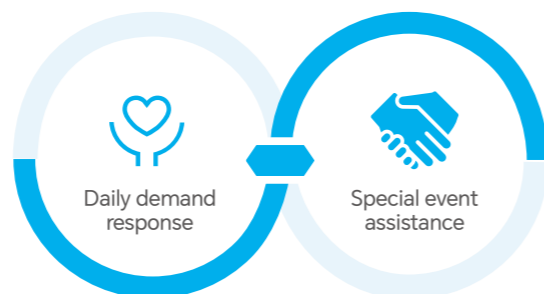 Daily demand
response
Special event
assistance